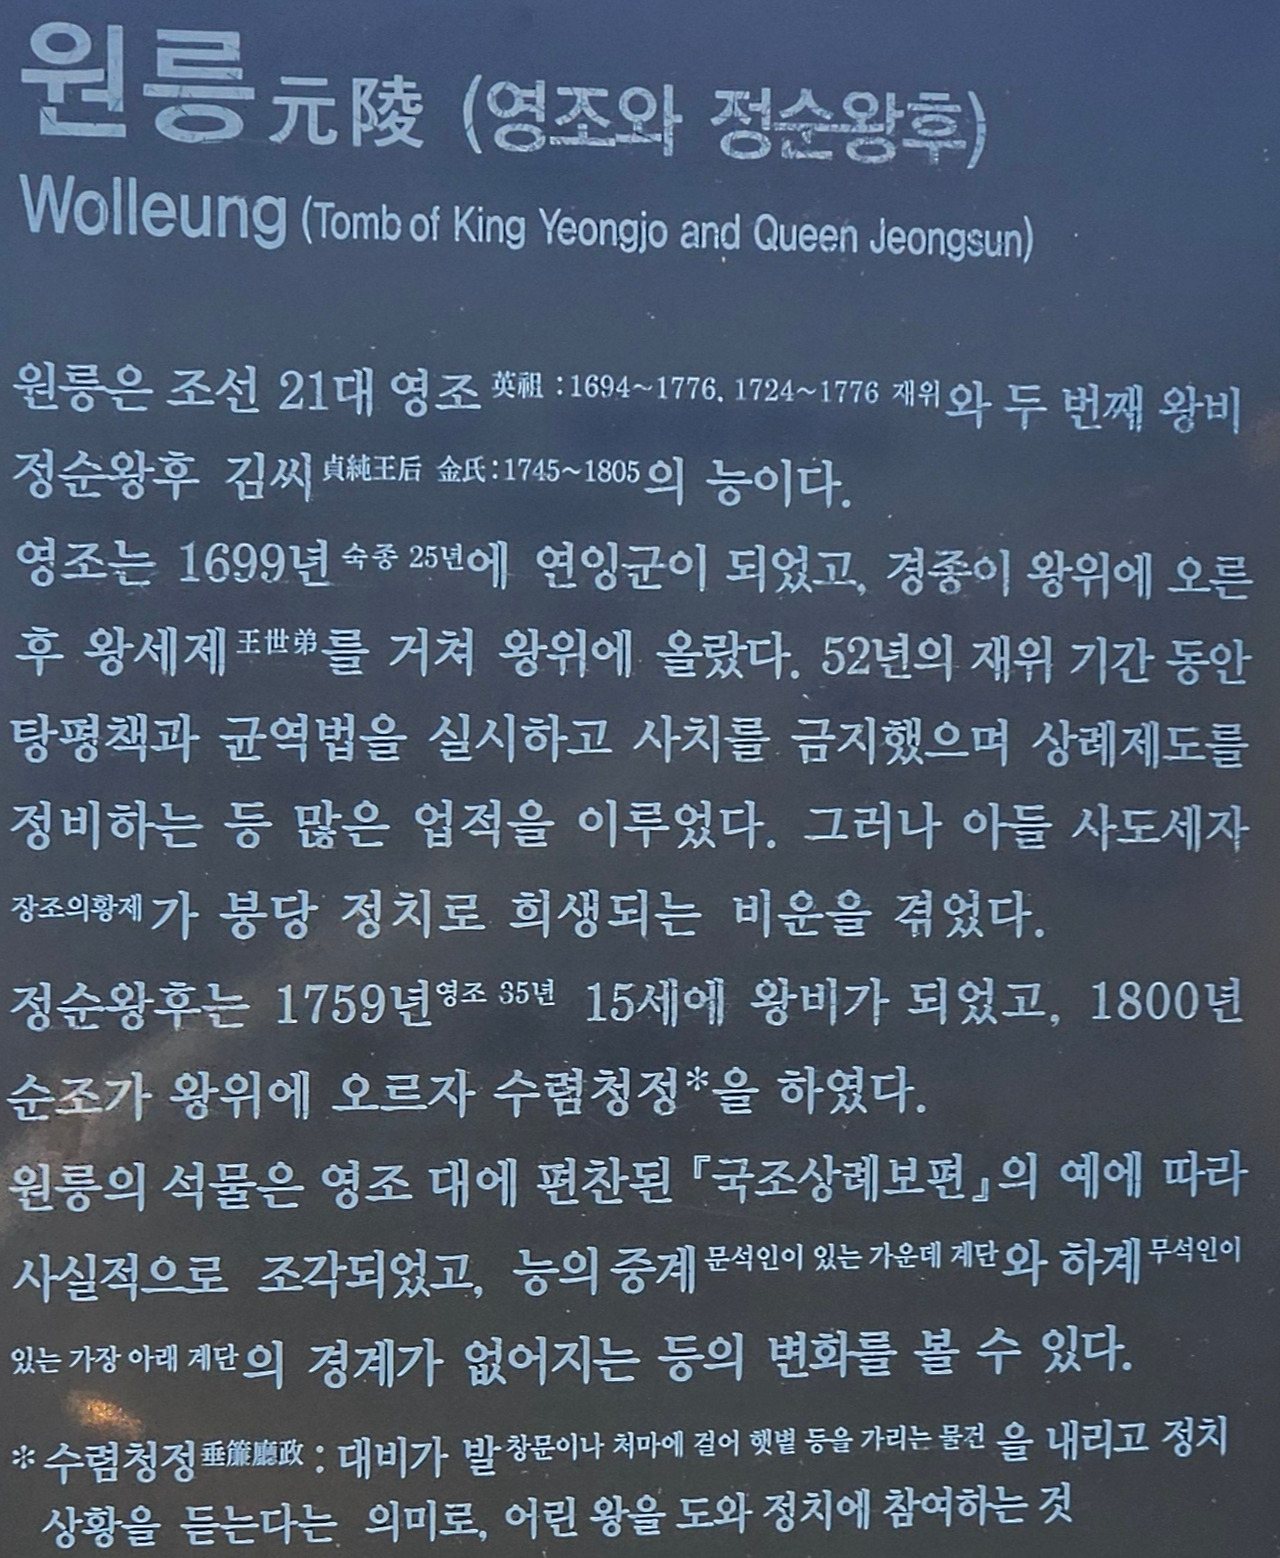 원릉 元陵 (영조와 정순왕후)
Wolleung (Tomb of King Yeongjo and Queen Jeongsun)
원릉은 조선 21대 영조 英祖 : 1694~1776, 1724~1776 재위와 두 번째 왕비
정순왕후 김씨 貞純王后 金氏:1745~1805의 능이다.
영조는 1699년 숙종 25년에 연잉군이 되었고, 경종이 왕위에 오른
후 왕세제 王世弟를 거쳐 왕위에 올랐다. 52년의 재위 기간 동안
탕평책과 균역법을 실시하고 사치를 금지했으며 상례제도를
정비하는 등 많은 업적을 이루었다. 그러나 아들 사도세자
장조의황제가 붕당 정치로 희생되는 비운을 겪었다.
정순왕후는 1759년 영조 35년 15세에 왕비가 되었고, 1800년
순조가 왕위에 오르자 수렴청정*을 하였다.
원릉의 석물은 영조 대에 편찬된 『국조상례보편』의 예에 따라
사실적으로 조각되었고, 능의 중계 문석인이 있는 가운데 계단와 하계 무석인이
있는 가장 아래 계단의 경계가 없어지는 등의 변화를 볼 수 있다.
* 수렴청정 垂簾廳政 : 대비가 발 창문이나 처마에 걸어 햇볕 등을 가리는 물건 을 내리고 정치
상황을 듣는다는 의미로, 어린 왕을 도와 정치에 참여하는 것